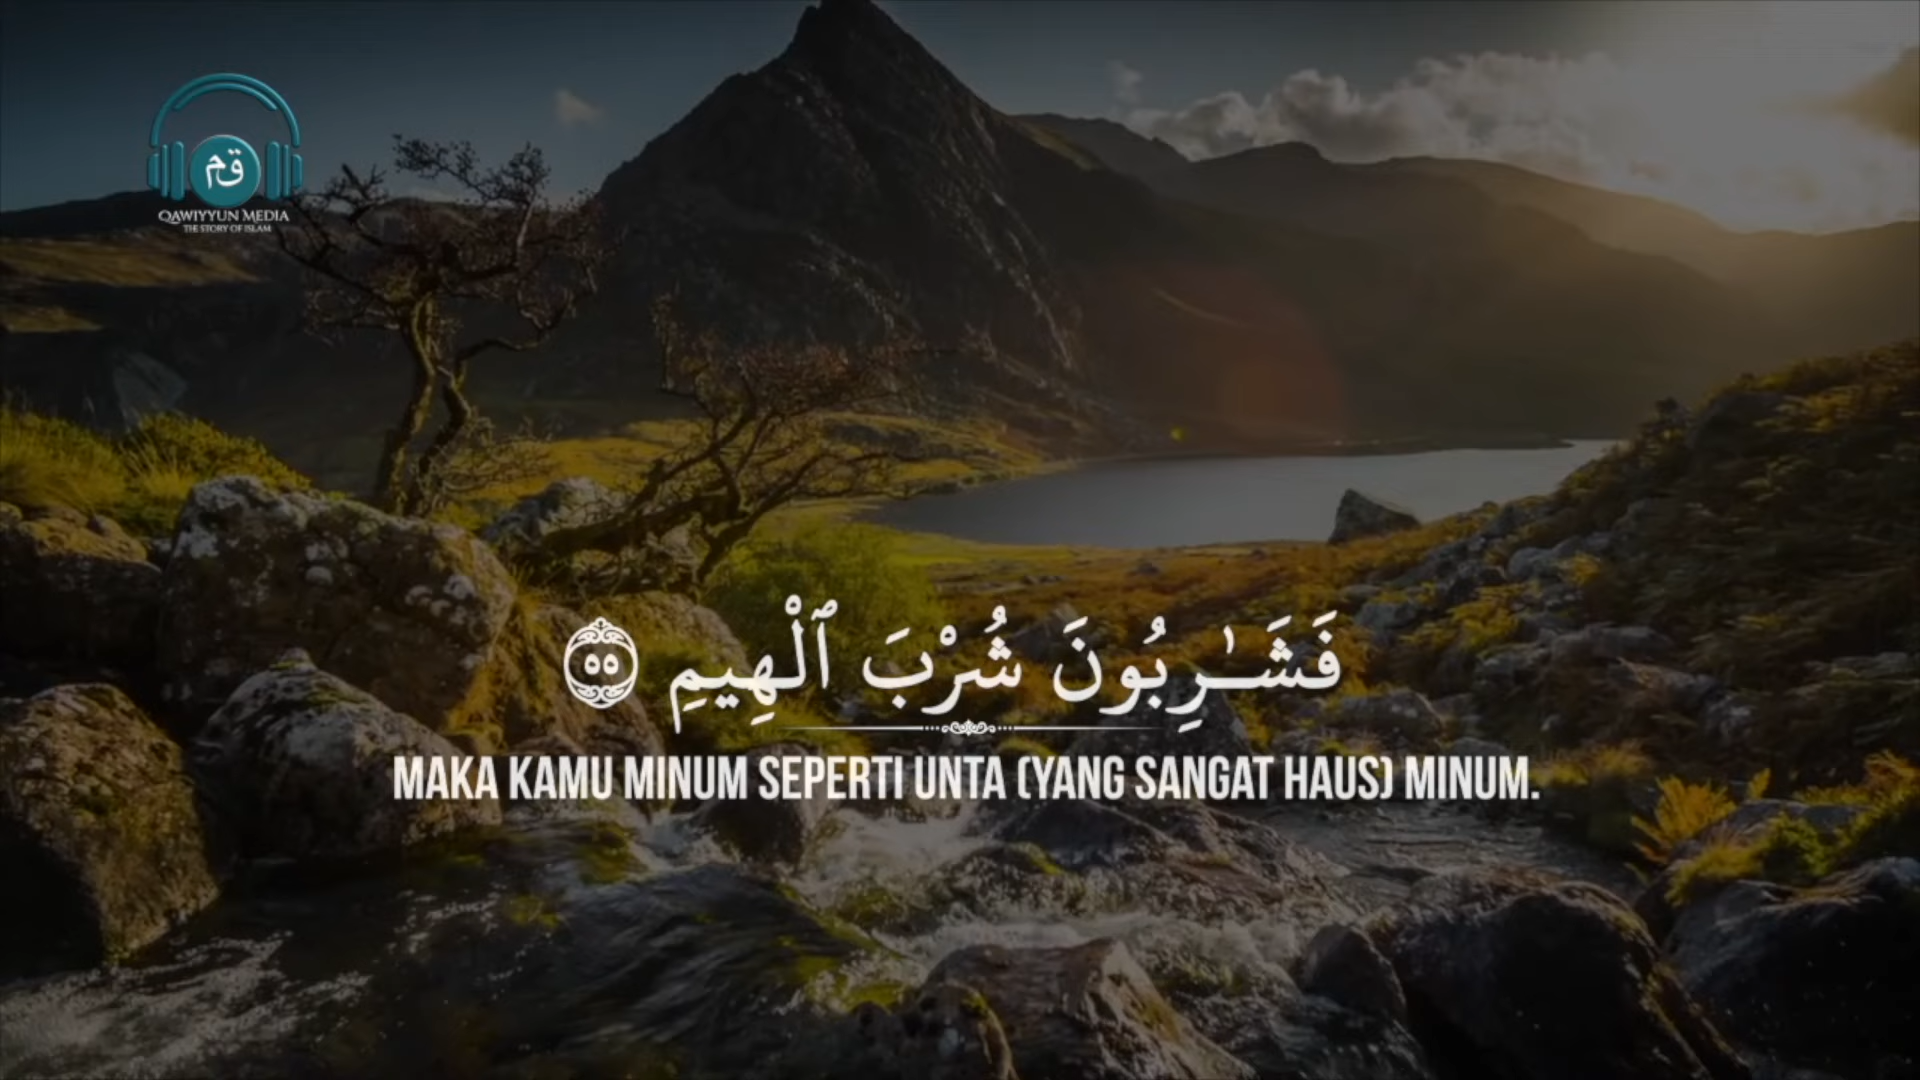 قم
QAWIYYUN MEDIA
THE STORY OF ISLAM
فَشَـٰرِبُونَ شُرْبَ ٱلْهِيمِ ٥٥
MAKA KAMU MINUM SEPERTI UNTA (YANG SANGAT HAUS) MINUM.